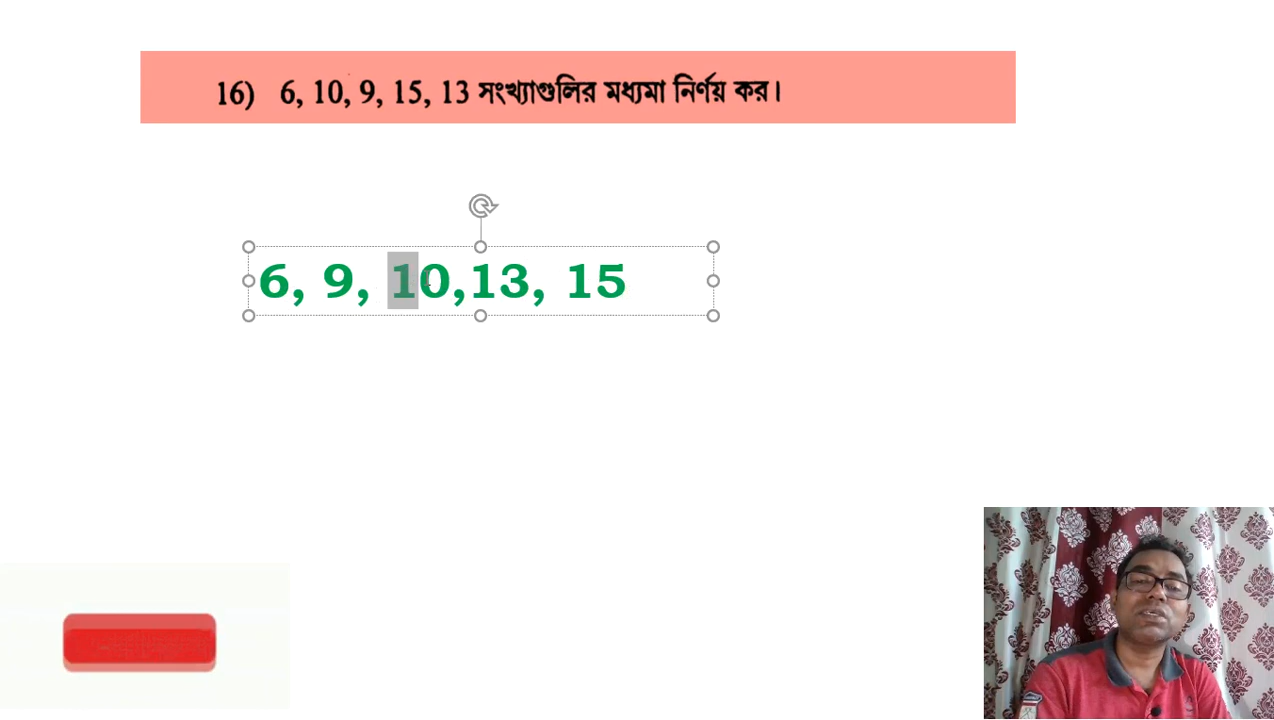 16) 6, 10, 9, 15, 13 সংখ্যাগুলির মধ্যমা নির্ণয় কর।
6, 9, 10,13, 15